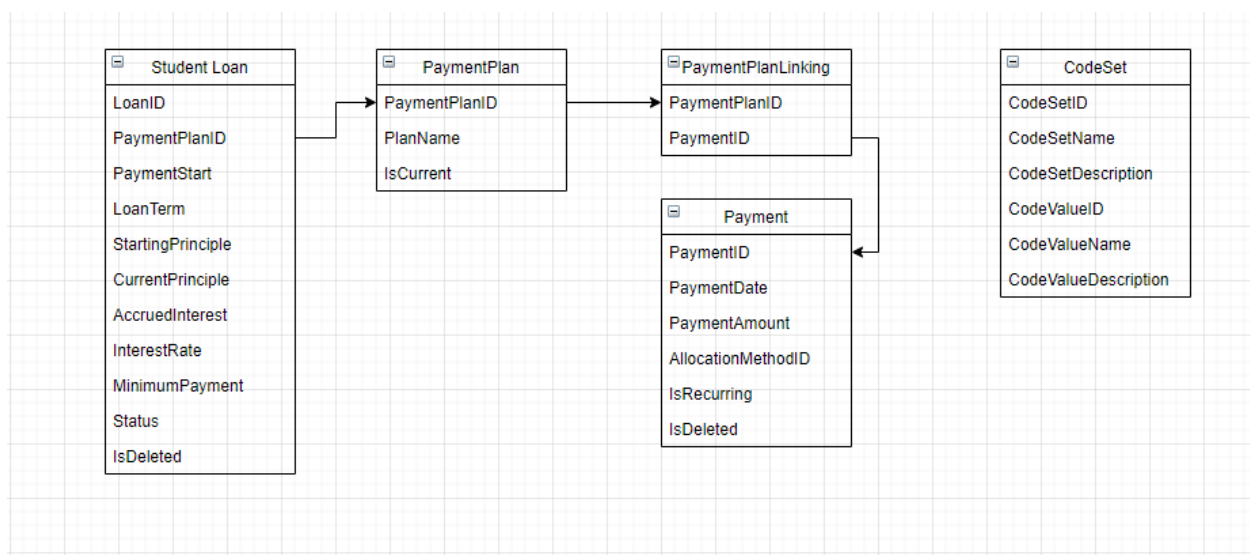 Student Loan
LoanID
PaymentPlanID
PaymentStart
LoanTerm
StartingPrinciple
CurrentPrinciple
AccruedInterest
InterestRate
MinimumPayment
Status
IsDeleted
PaymentPlan
PaymentPlanID
PlanName
IsCurrent
PaymentPlanLinking
PaymentPlanID
PaymentID
Payment
PaymentID
PaymentDate
PaymentAmount
AllocationMethodID
IsRecurring
IsDeleted
CodeSet
CodeSetID
CodeSetName
CodeSetDescription
CodeValueID
CodeValueName
CodeValueDescription